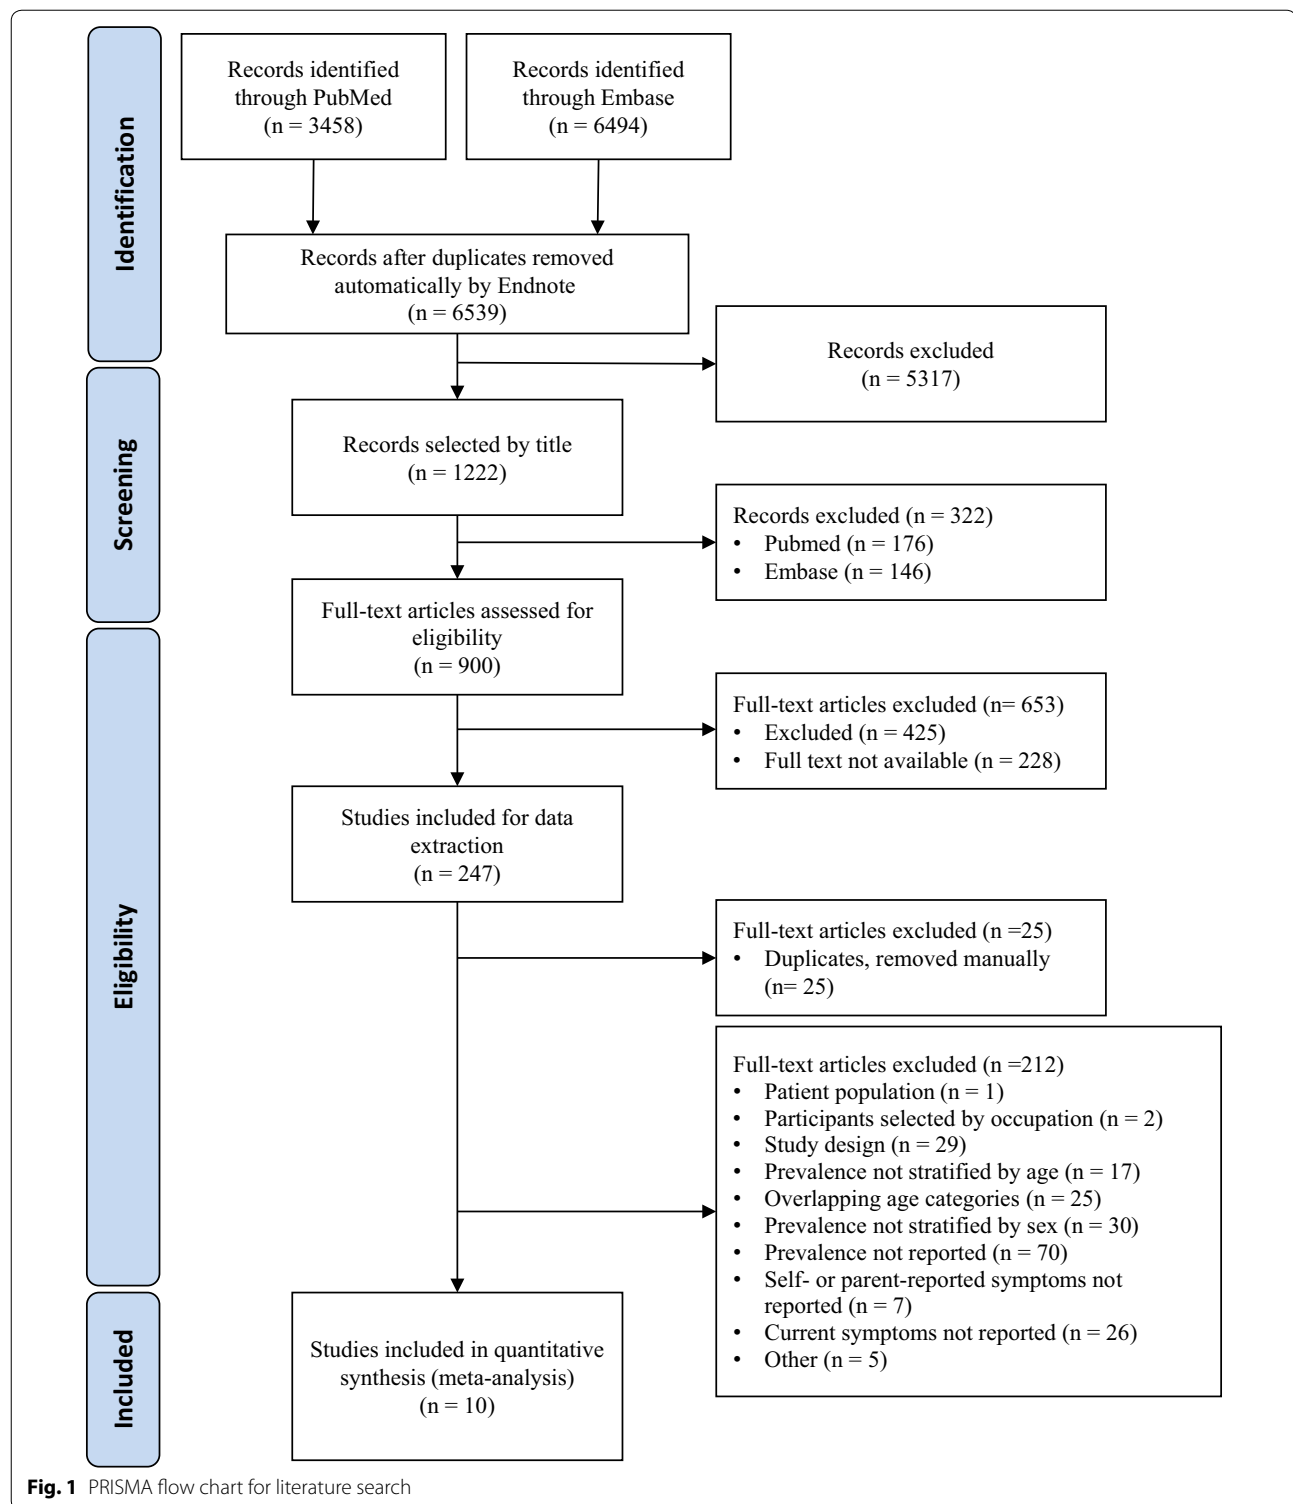 Identification
Records identified
through PubMed
(n = 3458)
Records identified
through Embase
(n = 6494)
Records after duplicates removed
automatically by Endnote
(n = 6539)
Records excluded
(n = 5317)
Screening
Records selected by title
(n = 1222)
Records excluded (n = 322)
• Pubmed (n = 176)
• Embase (n = 146)
Full-text articles assessed for
eligibility
(n = 900)
Eligibility
Full-text articles excluded (n= 653)
• Excluded (n = 425)
• Full text not available (n = 228)
Studies included for data
extraction
(n = 247)
Full-text articles excluded (n =25)
• Duplicates, removed manually
(n= 25)
Full-text articles excluded (n =212)
• Patient population (n = 1)
• Participants selected by occupation (n = 2)
• Study design (n = 29)
• Prevalence not stratified by age (n = 17)
• Overlapping age categories (n = 25)
• Prevalence not stratified by sex (n = 30)
• Prevalence not reported (n = 70)
• Self- or parent-reported symptoms not
reported (n = 7)
• Current symptoms not reported (n = 26)
• Other (n = 5)
Included
Studies included in quantitative
synthesis (meta-analysis)
(n = 10)
Fig. 1 PRISMA flow chart for literature search